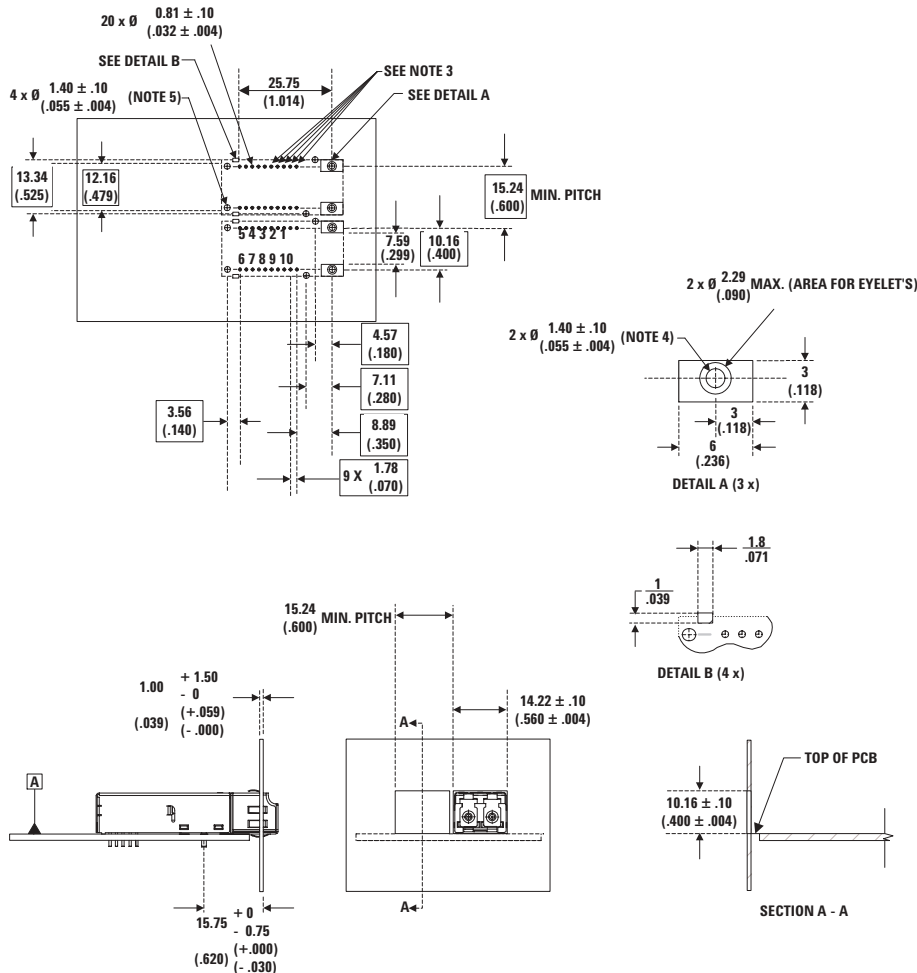 20 x Ø 0.81 ± .10
(.032 ± .004)
SEE DETAIL B
4 x Ø 1.40 ± .10
(.055 ± .004)
(NOTE 5)
25.75
(1.014)
SEE NOTE 3
SEE DETAIL A
13.34
(.525)
12.16
(.479)
15.24
(.600)
MIN. PITCH
5 4 3 2 1
6 7 8 9 10
7.59
(.299)
10.16
(.400)
4.57
(.180)
7.11
(.280)
3.56
(.140)
8.89
(.350)
9 X 1.78
(.070)
2 x Ø 2.29
(.090)
MAX. (AREA FOR EYELET'S)
2 x Ø 1.40 ± .10
(.055 ± .004)
(NOTE 4)
3
(.118)
3
(.118)
6
(.236)
DETAIL A (3 x)
1.8
.071
1
.039
DETAIL B (4 x)
15.24
(.600)
MIN. PITCH
1.00 + 1.50
- 0
(.039) (+.059)
(- .000)
A
A
14.22 ± .10
(.560 ± .004)
A
15.75 + 0
- 0.75
(.620) (+.000)
(- .030)
TOP OF PCB
10.16 ± .10
(.400 ± .004)
SECTION A - A